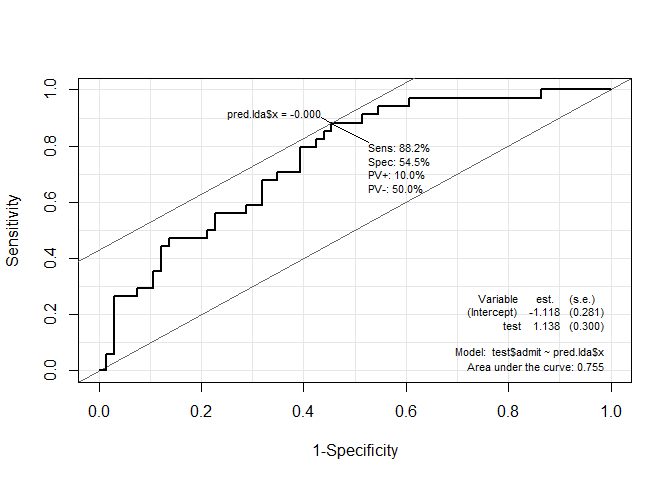 pred.lda$x = -0.000
Sens: 88.2%
Spec: 54.5%
PV+: 10.0%
PV-: 50.0%
Variable est. (s.e.)
(Intercept) -1.118 (0.281)
test 1.138 (0.300)
Model: test$admit ~ pred.lda$x
Area under the curve: 0.755
Sensitivity
0.0 0.2 0.4 0.6 0.8 1.0
0.0 0.2 0.4 0.6 0.8 1.0
1-Specificity